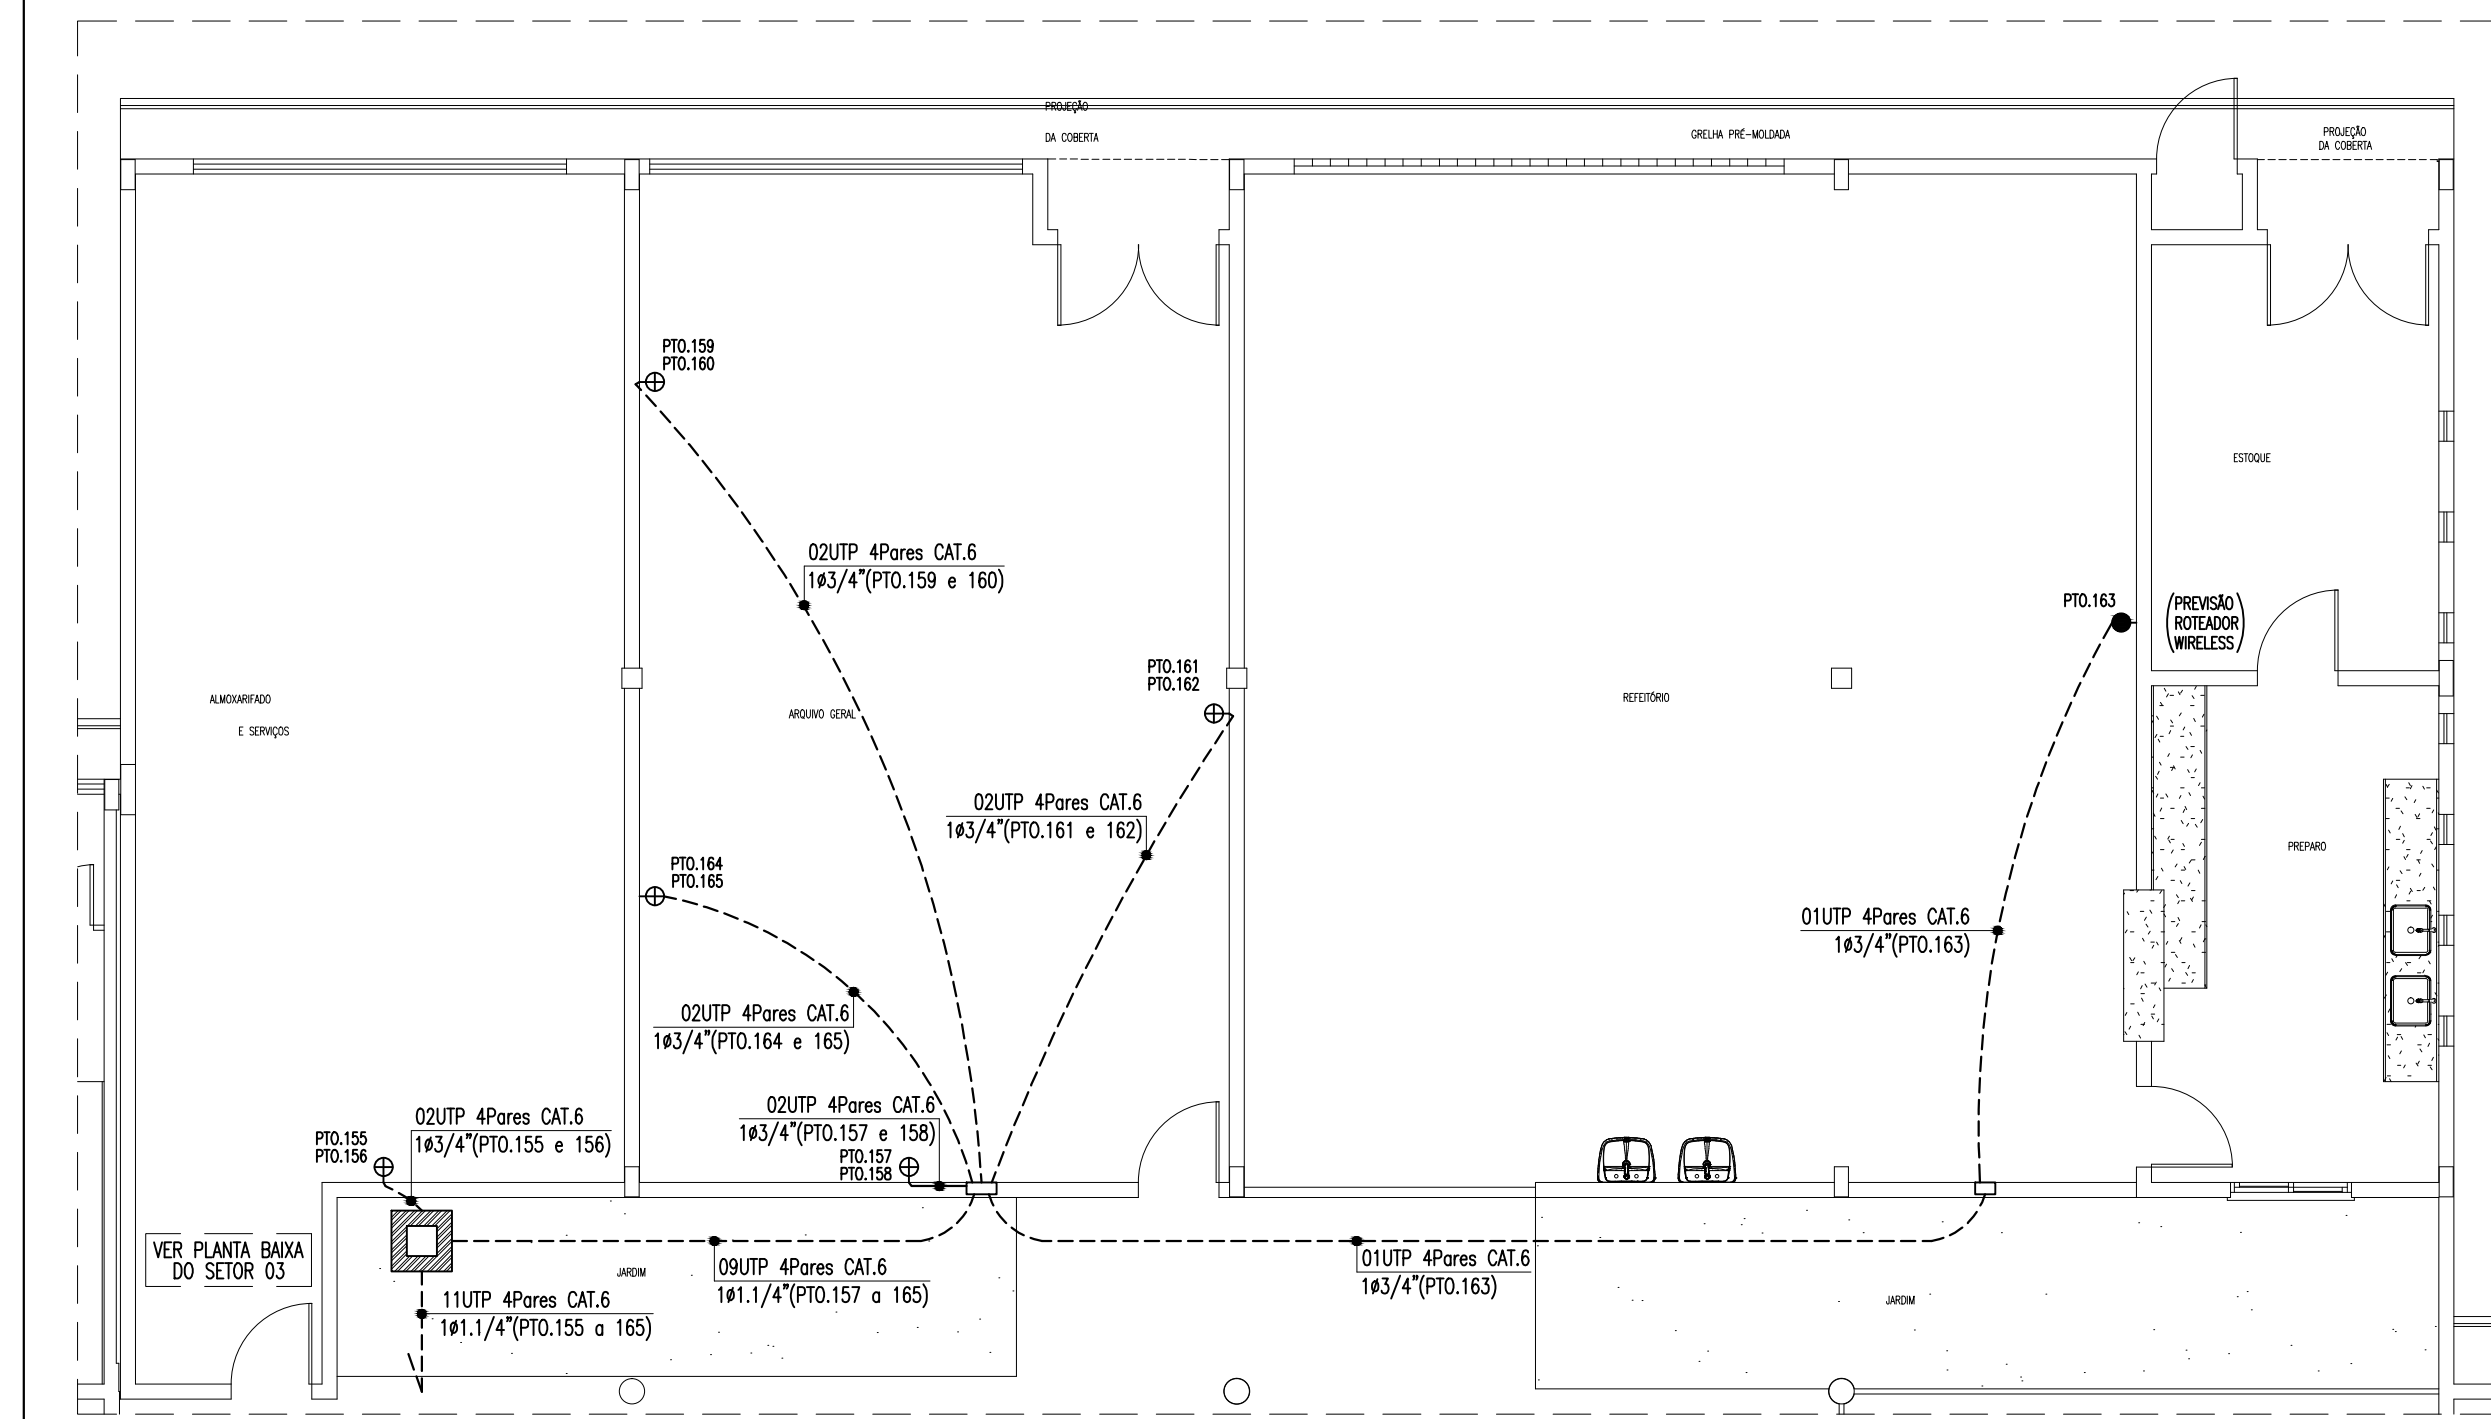 PROJEÇÃO
DA COBERTA
GRELHA PRÉ-MOLDADA
PROJEÇÃO
DA COBERTA
PTO.159
PTO.160
ESTOQUE
02UTP 4Pares CAT.6
1ø3/4"(PTO.159 e 160)
PTO.163
(PREVISÃO
ROTEADOR
WIRELESS)
PTO.161
PTO.162
ALMOXARIFADO
E SERVIÇOS
ARQUIVO GERAL
REFEITÓRIO
02UTP 4Pares CAT.6
1ø3/4"(PTO.161 e 162)
PREPARO
PTO.164
PTO.165
01UTP 4Pares CAT.6
1ø3/4"(PTO.163)
02UTP 4Pares CAT.6
1ø3/4"(PTO.164 e 165)
02UTP 4Pares CAT.6
1ø3/4"(PTO.155 e 156)
PTO.155
PTO.156
02UTP 4Pares CAT.6
1ø3/4"(PTO.157 e 158)
PTO.157
PTO.158
VER PLANTA BAIXA
DO SETOR 03
JARDIM
09UTP 4Pares CAT.6
1ø1.1/4"(PTO.157 a 165)
01UTP 4Pares CAT.6
1ø3/4"(PTO.163)
JARDIM
11UTP 4Pares CAT.6
1ø1.1/4"(PTO.155 a 165)